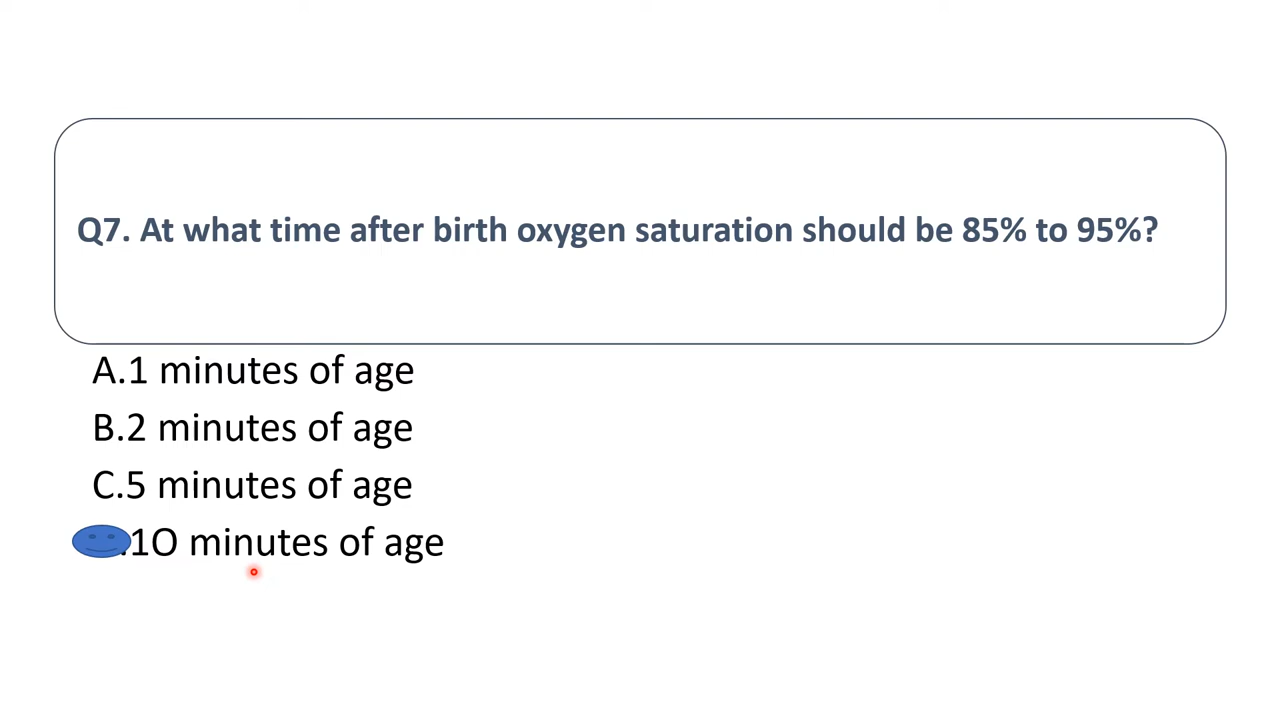 Q7. At what time after birth oxygen saturation should be 85% to 95%?
A.1 minutes of age
B.2 minutes of age
C.5 minutes of age
.1O minutes of age